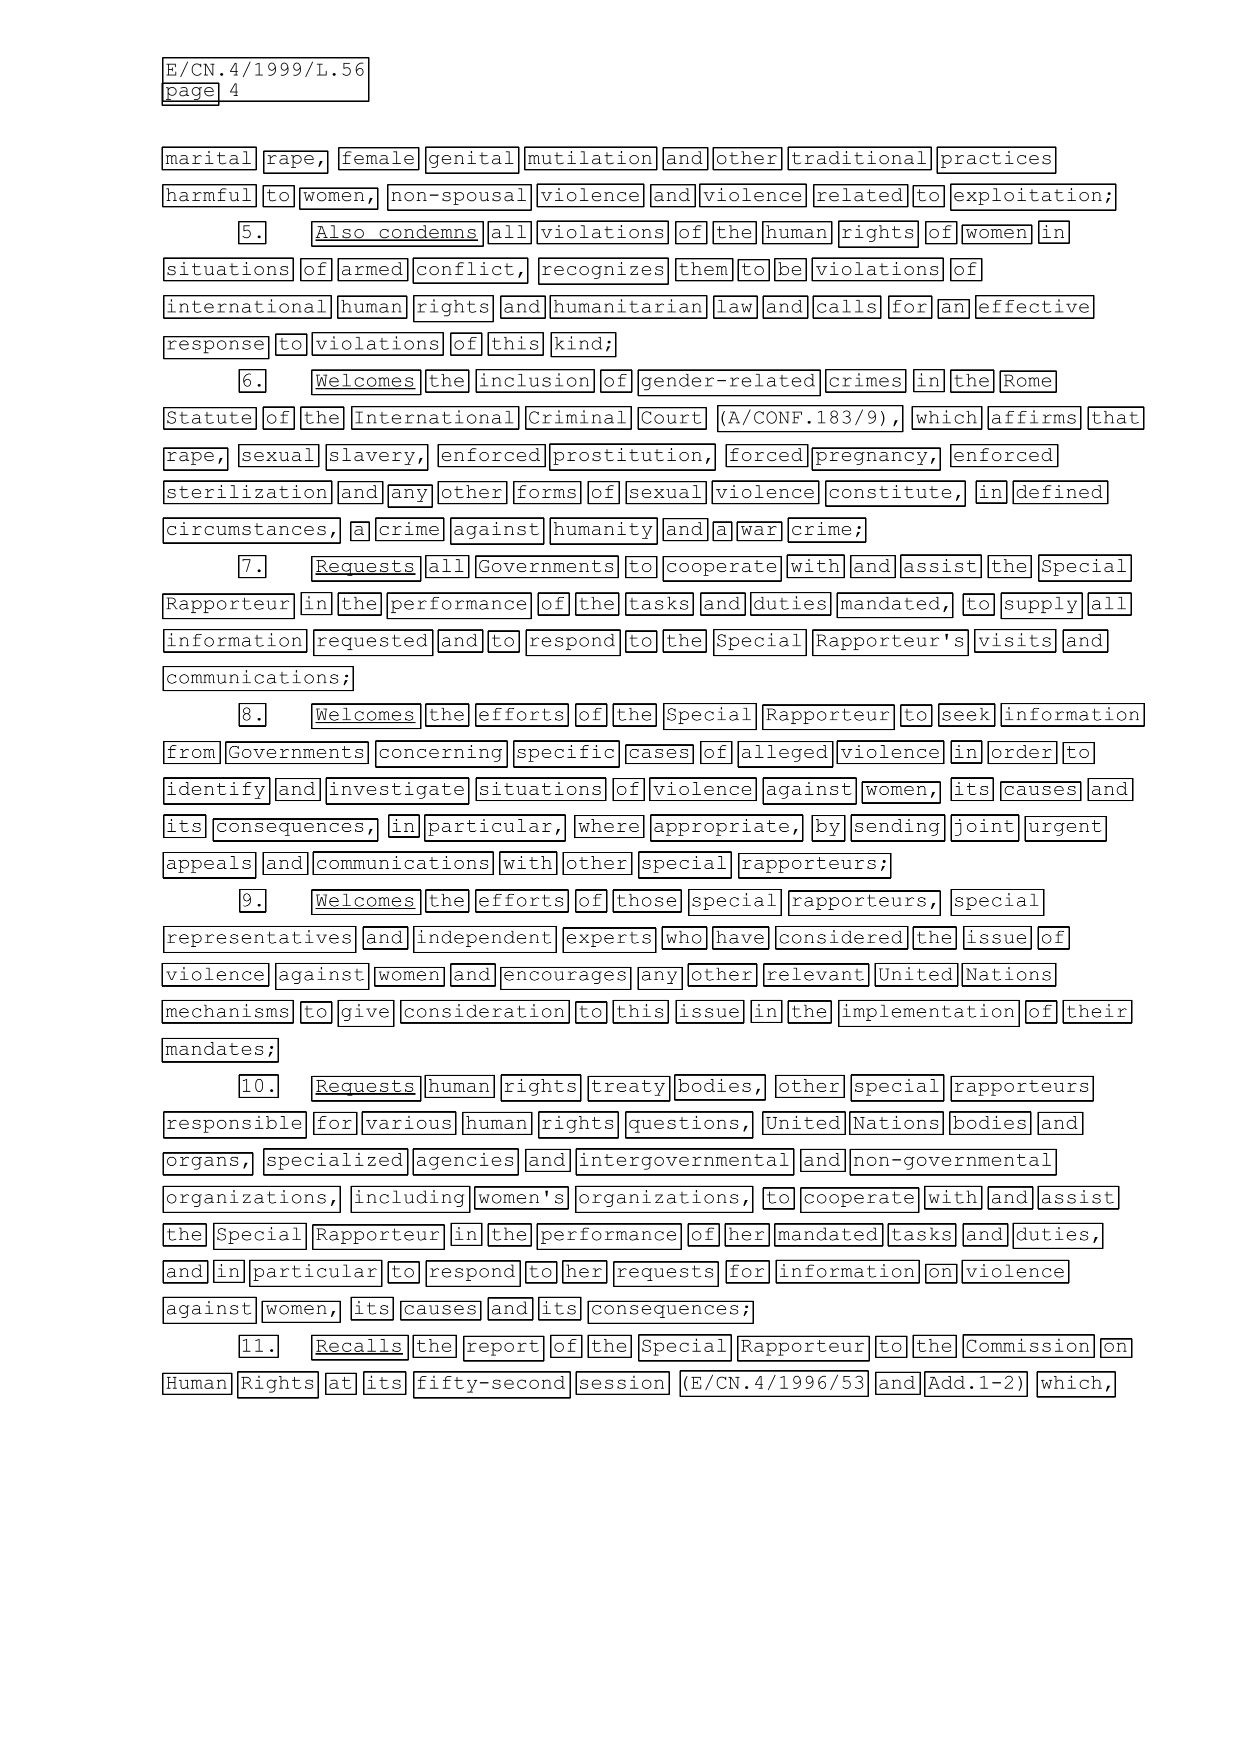 E/CN.4/1999/L.56
page 4
marital rape, female genital mutilation and other traditional practices
harmful to women, non-spousal violence and violence related to exploitation;
5. Also condemns all violations of the human rights of women in
situations of armed conflict, recognizes them to be violations of
international human rights and humanitarian law and calls for an effective
response to violations of this kind;
6. Welcomes the inclusion of gender-related crimes in the Rome
Statute of the International Criminal Court (A/CONF.183/9), which affirms that
rape, sexual slavery, enforced prostitution, forced pregnancy, enforced
sterilization and any other forms of sexual violence constitute, in defined
circumstances, a crime against humanity and a war crime;
7. Requests all Governments to cooperate with and assist the Special
Rapporteur in the performance of the tasks and duties mandated, to supply all
information requested and to respond to the Special Rapporteur's visits and
communications;
8. Welcomes the efforts of the Special Rapporteur to seek information
from Governments concerning specific cases of alleged violence in order to
identify and investigate situations of violence against women, its causes and
its consequences, in particular, where appropriate, by sending joint urgent
appeals and communications with other special rapporteurs;
9. Welcomes the efforts of those special rapporteurs, special
representatives and independent experts who have considered the issue of
violence against women and encourages any other relevant United Nations
mechanisms to give consideration to this issue in the implementation of their
mandates;
10. Requests human rights treaty bodies, other special rapporteurs
responsible for various human rights questions, United Nations bodies and
organs, specialized agencies and intergovernmental and non-governmental
organizations, including women's organizations, to cooperate with and assist
the Special Rapporteur in the performance of her mandated tasks and duties,
and in particular to respond to her requests for information on violence
against women, its causes and its consequences;
11. Recalls the report of the Special Rapporteur to the Commission on
Human Rights at its fifty-second session (E/CN.4/1996/53 and Add.1-2) which,